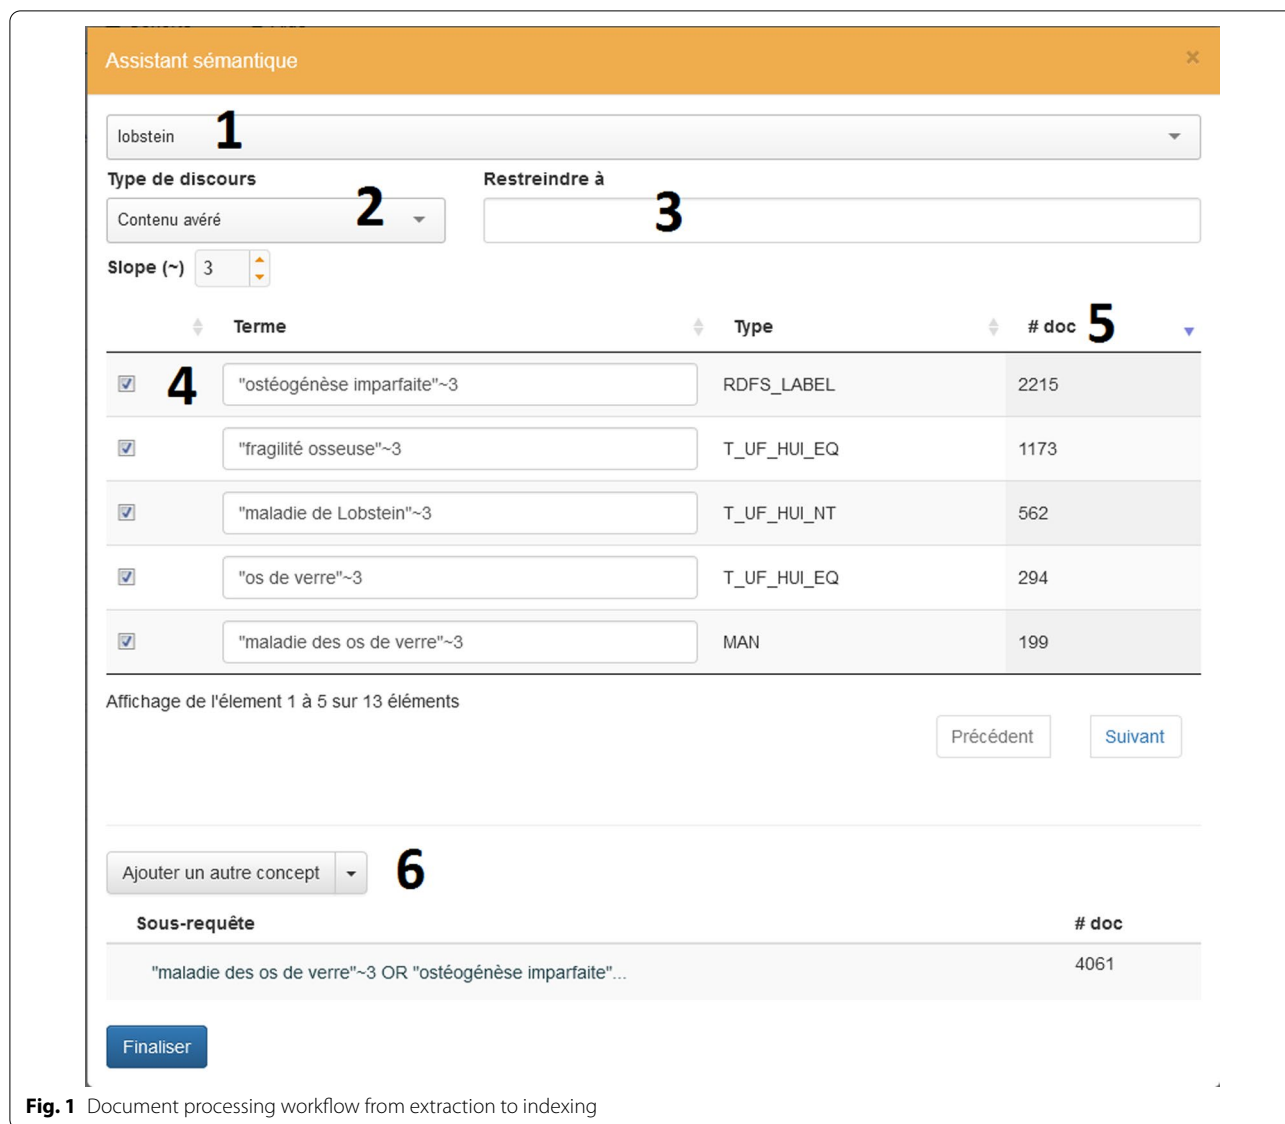 Assistant sémantique ×
lobstein 1
Type de discours Restreindre à
Contenu avéré 2 3
Slope (~) 3
Terme Type # doc 5
4 "ostéogénèse imparfaite"~3 RDFS_LABEL 2215
"fragilité osseuse"~3 T_UF_HUI_EQ 1173
"maladie de Lobstein"~3 T_UF_HUI_NT 562
"os de verre"~3 T_UF_HUI_EQ 294
"maladie des os de verre"~3 MAN 199
Affichage de l'élement 1 à 5 sur 13 éléments
Précédent Suivant
Ajouter un autre concept 6
Sous-requête # doc
"maladie des os de verre"~3 OR "ostéogénèse imparfaite"... 4061
Finaliser
Fig. 1 Document processing workflow from extraction to indexing